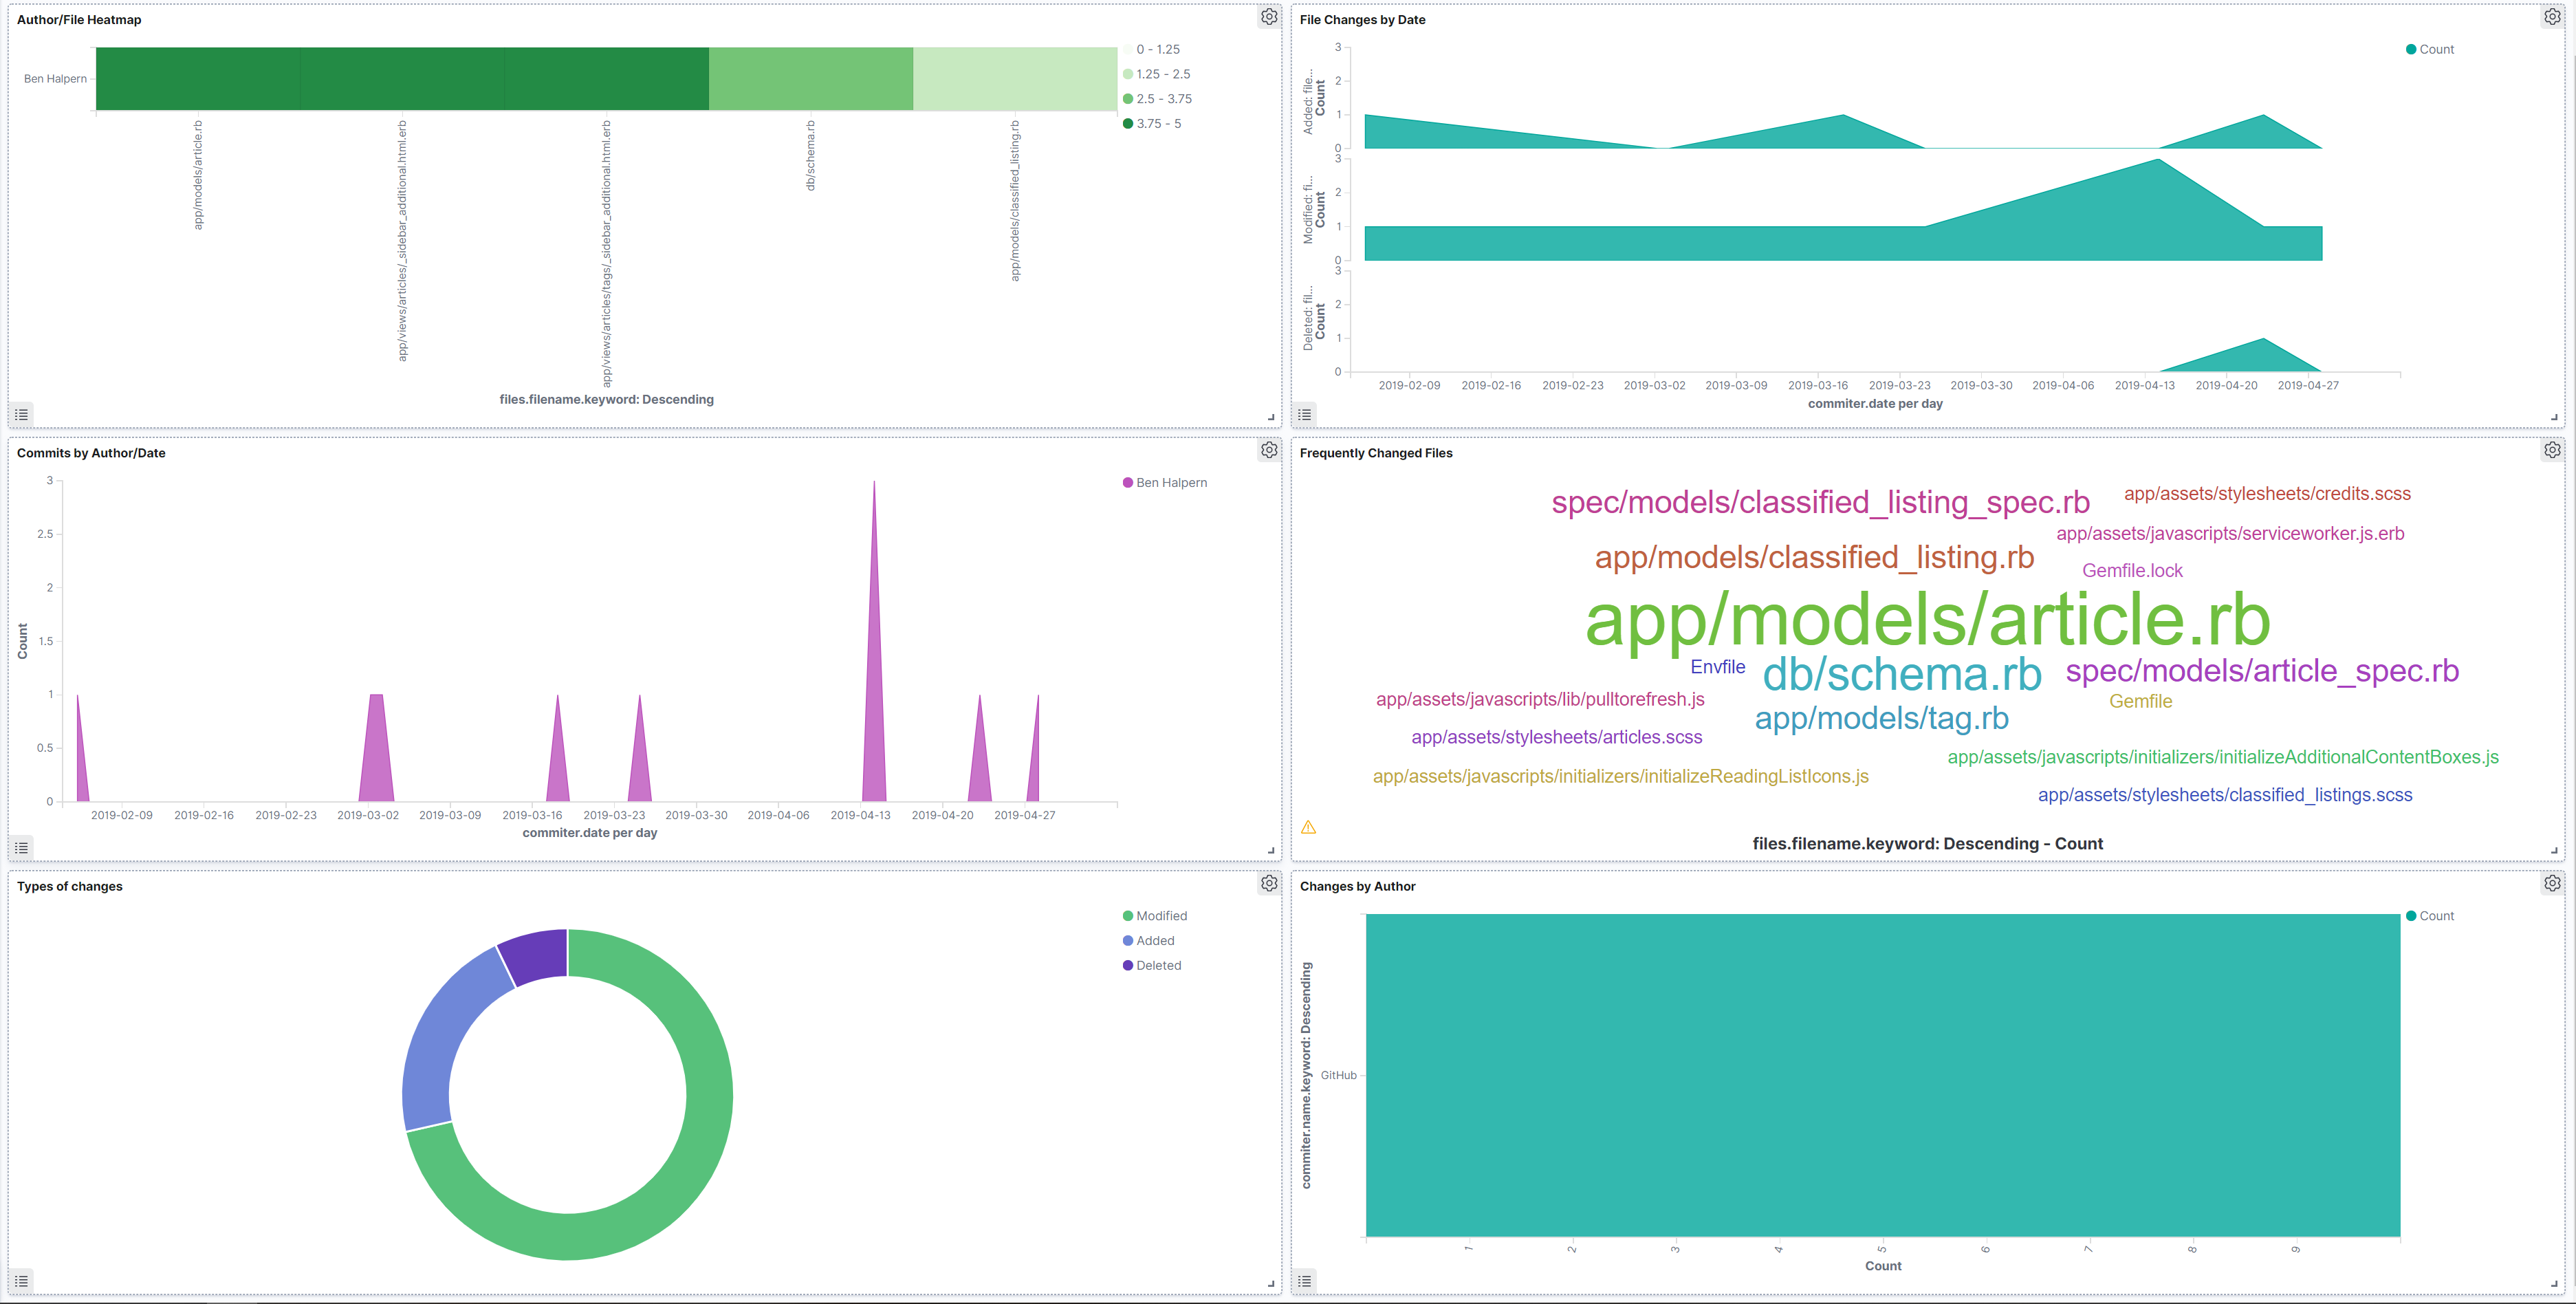 Author/File Heatmap
Ben Halpern
0 - 1.25
1.25 - 2.5
2.5 - 3.75
3.75 - 5
app/models/article.rb
app/views/articles/_sidebar_additional.html.erb
app/views/articles/tags/_sidebar_additional.html.erb
db/schema.rb
app/models/classified_listing.rb
files.filename.keyword: Descending
File Changes by Date
Count
3
2
1
0
Added: file...
Count
3
2
1
0
Modified: fi...
Count
3
2
1
0
Deleted: fil...
Count
2019-02-09 2019-02-16 2019-02-23 2019-03-02 2019-03-09 2019-03-16 2019-03-23 2019-03-30 2019-04-06 2019-04-13 2019-04-20 2019-04-27
commiter.date per day
Commits by Author/Date
Ben Halpern
3
2.5
2
1.5
1
0.5
0
Count
2019-02-09 2019-02-16 2019-02-23 2019-03-02 2019-03-09 2019-03-16 2019-03-23 2019-03-30 2019-04-06 2019-04-13 2019-04-20 2019-04-27
commiter.date per day
Frequently Changed Files
spec/models/classified_listing_spec.rb
app/assets/stylesheets/credits.scss
app/assets/javascripts/serviceworker.js.erb
app/models/classified_listing.rb
Gemfile.lock
app/models/article.rb
Envfile
db/schema.rb
spec/models/article_spec.rb
app/assets/javascripts/lib/pulltorefresh.js
Gemfile
app/models/tag.rb
app/assets/stylesheets/articles.scss
app/assets/javascripts/initializers/initializeAdditionalContentBoxes.js
app/assets/javascripts/initializers/initializeReadingListIcons.js
app/assets/stylesheets/classified_listings.scss
files.filename.keyword: Descending - Count
Types of changes
Modified
Added
Deleted
Changes by Author
Count
commiter.name.keyword: Descending
GitHub
1 2 3 4 5 6 7 8 9
Count